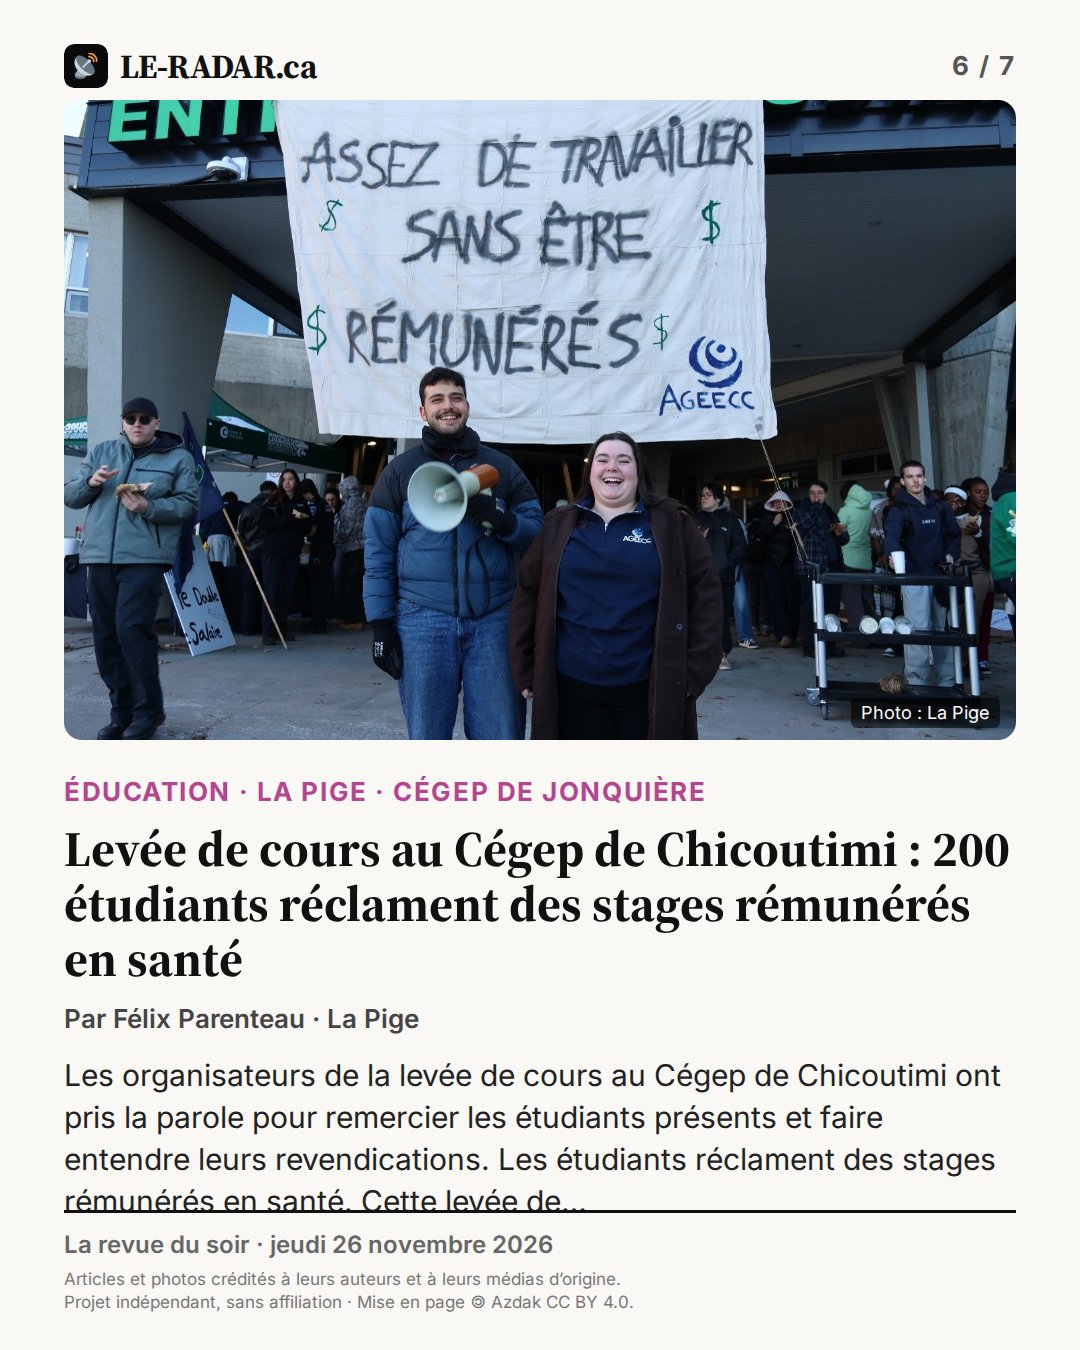 LE-RADAR.ca
6 / 7
ENT
ASSEZ DE TRAVAILLER
$ SANS ÊTRE $
$ RÉMUNÉRÉS $
AGEECC
AGEECC
Double
Salaire
Photo : La Pige
ÉDUCATION · LA PIGE · CÉGEP DE JONQUIÈRE
Levée de cours au Cégep de Chicoutimi : 200
étudiants réclament des stages rémunérés
en santé
Par Félix Parenteau · La Pige
Les organisateurs de la levée de cours au Cégep de Chicoutimi ont
pris la parole pour remercier les étudiants présents et faire
entendre leurs revendications. Les étudiants réclament des stages
rémunérés en santé. Cette levée de...
La revue du soir · jeudi 26 novembre 2026
Articles et photos crédités à leurs auteurs et à leurs médias d’origine.
Projet indépendant, sans affiliation · Mise en page 🄯 Azdak CC BY 4.0.